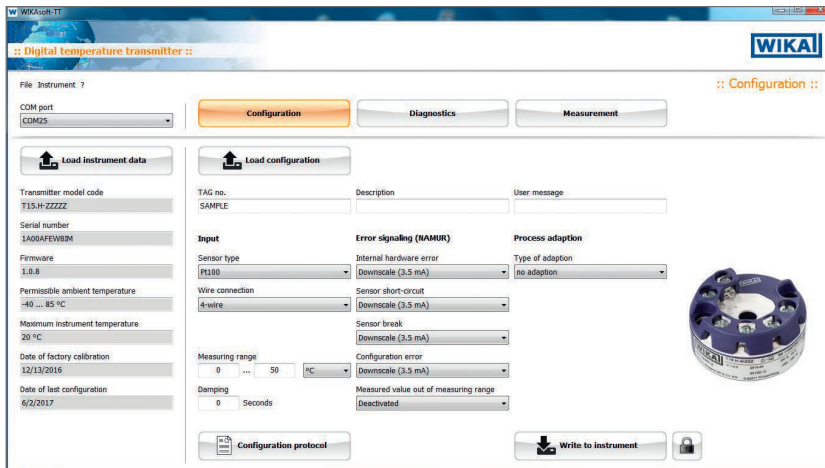 WIKAsoft-TT
:: Digital temperature transmitter ::
WIKA
File Instrument ?
:: Configuration ::
COM port
COM25
Configuration
Diagnostics
Measurement
Load instrument data
Load configuration
Transmitter model code
T15.H-ZZZZZ
Serial number
1A00AFEWBIM
Firmware
1.0.8
Permissible ambient temperature
-40 ... 85 °C
Maximum instrument temperature
20 °C
Date of factory calibration
12/13/2016
Date of last configuration
6/2/2017
TAG no.
SAMPLE
Description
User message
Input
Sensor type
Pt100
Wire connection
4-wire
Measuring range
0 ... 50 °C
Damping
0 Seconds
Error signaling (NAMUR)
Internal hardware error
Downscale (3.5 mA)
Sensor short-circuit
Downscale (3.5 mA)
Sensor break
Downscale (3.5 mA)
Configuration error
Downscale (3.5 mA)
Measured value out of measuring range
Deactivated
Process adaption
Type of adaption
no adaption
WIKA
WIKA
Configuration protocol
Write to instrument